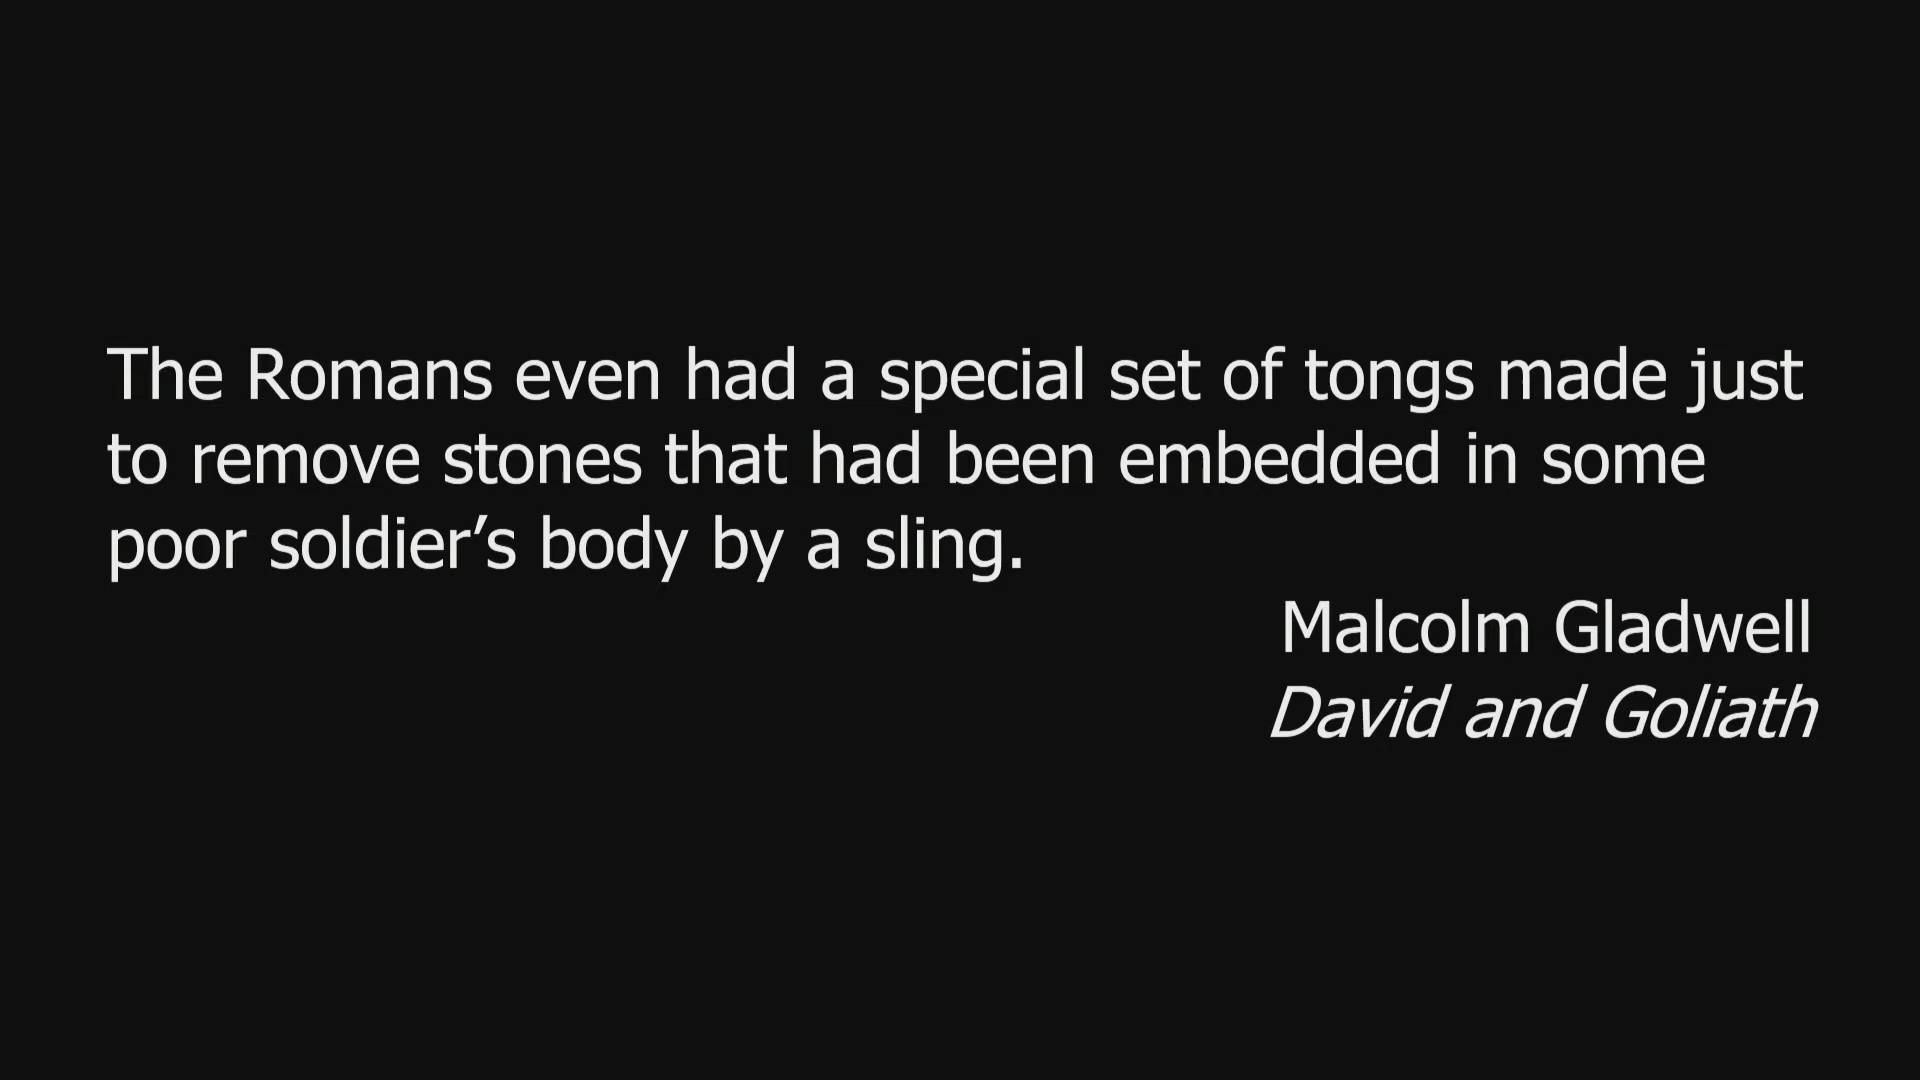 The Romans even had a special set of tongs made just
to remove stones that had been embedded in some
poor soldier’s body by a sling.
Malcolm Gladwell
David and Goliath